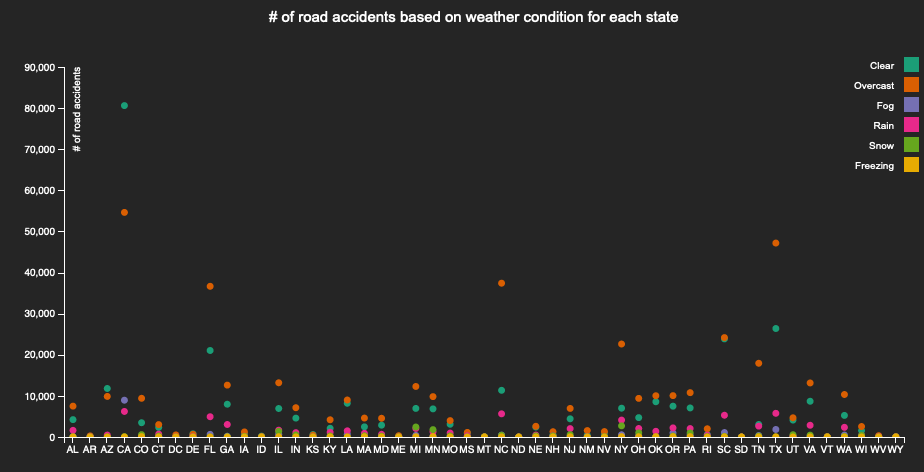 # of road accidents based on weather condition for each state
Clear
Overcast
Fog
Rain
Snow
Freezing
# of road accidents
90,000
80,000
70,000
60,000
50,000
40,000
30,000
20,000
10,000
0
AL AR AZ CA CO CT DC DE FL GA IA ID IL IN KS KY LA MA MD ME MI MN MO MS MT NC ND NE NH NJ NM NV NY OH OK OR PA RI SC SD TN TX UT VA VT WA WI WV WY